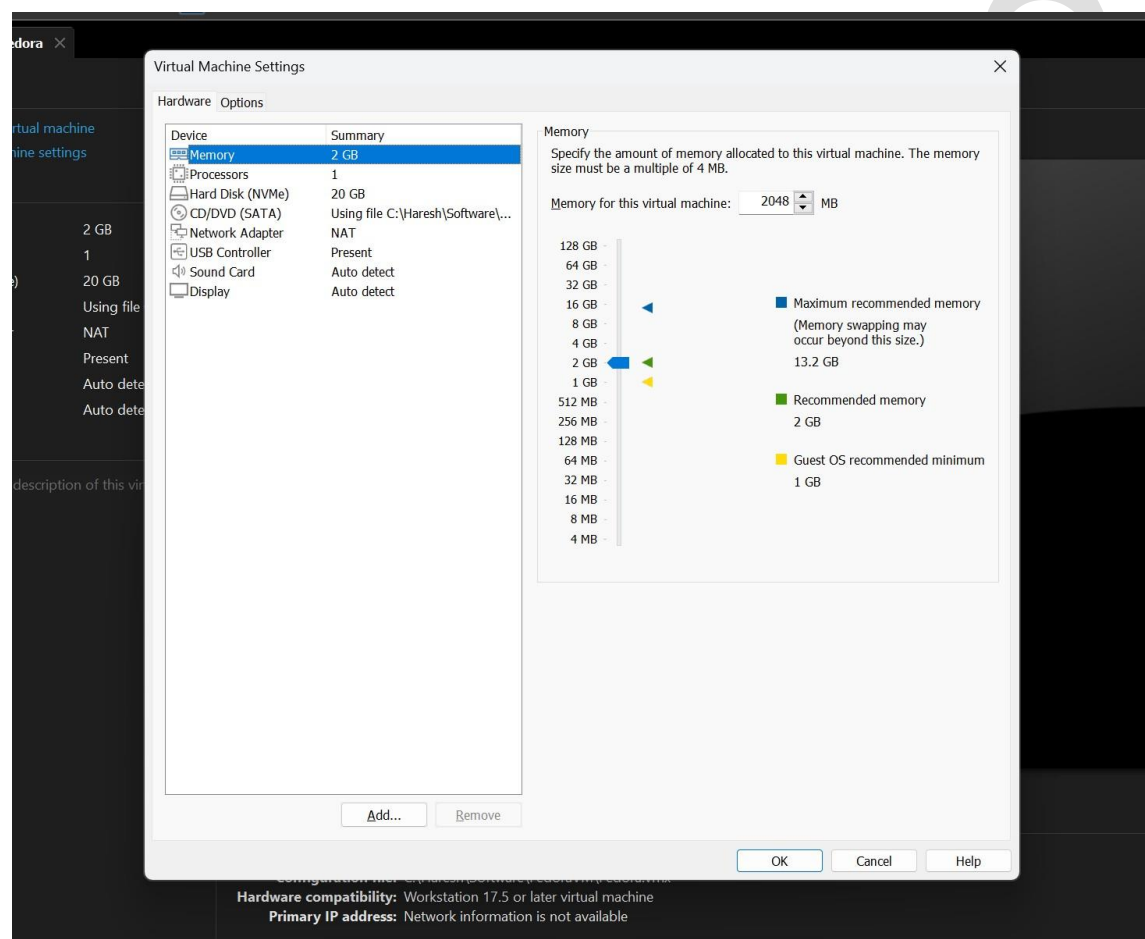 edora
Virtual Machine Settings
Hardware Options
rtual machine
nine settings
2 GB
1
20 GB
Using file
NAT
Present
Auto dete
Auto dete
description of this vir
Device Summary
Memory 2 GB
Processors 1
Hard Disk (NVMe) 20 GB
CD/DVD (SATA) Using file C:\Haresh\Software\...
Network Adapter NAT
USB Controller Present
Sound Card Auto detect
Display Auto detect
Add... Remove
Memory
Specify the amount of memory allocated to this virtual machine. The memory
size must be a multiple of 4 MB.
Memory for this virtual machine: 2048 MB
128 GB
64 GB
32 GB
16 GB
8 GB
4 GB
2 GB
1 GB
512 MB
256 MB
128 MB
64 MB
32 MB
16 MB
8 MB
4 MB
Maximum recommended memory
(Memory swapping may
occur beyond this size.)
13.2 GB
Recommended memory
2 GB
Guest OS recommended minimum
1 GB
OK Cancel Help
Hardware compatibility: Workstation 17.5 or later virtual machine
Primary IP address: Network information is not available